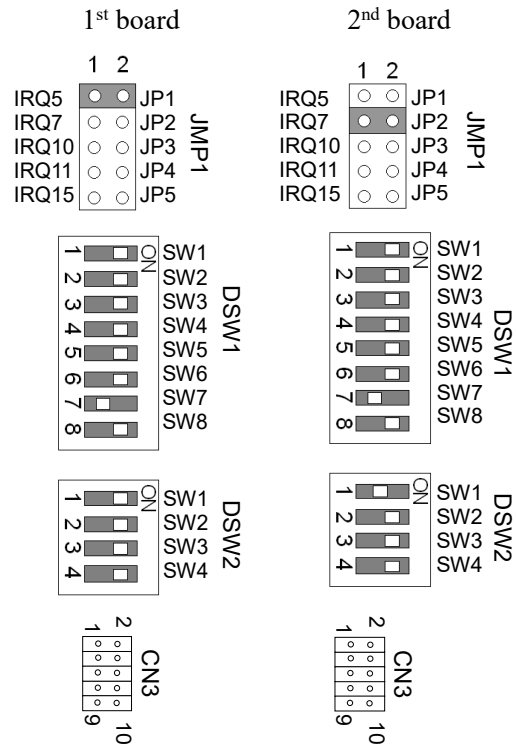 1st board
1 2
IRQ5 JP1
IRQ7 JP2
IRQ10 JP3
IRQ11 JP4
IRQ15 JP5
JMP1
1 ON SW1
2 SW2
3 SW3
4 SW4
5 SW5
6 SW6
7 SW7
8 SW8
DSW1
1 ON SW1
2 SW2
3 SW3
4 SW4
DSW2
1 2
CN3
9 10
2nd board
1 2
IRQ5 JP1
IRQ7 JP2
IRQ10 JP3
IRQ11 JP4
IRQ15 JP5
JMP1
1 ON SW1
2 SW2
3 SW3
4 SW4
5 SW5
6 SW6
7 SW7
8 SW8
DSW1
1 ON SW1
2 SW2
3 SW3
4 SW4
DSW2
1 2
CN3
9 10